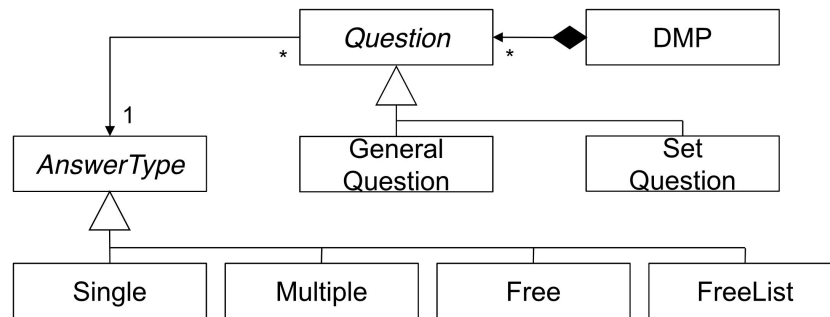 Question
DMP
*
*
1
AnswerType
General
Question
Set
Question
Single
Multiple
Free
FreeList